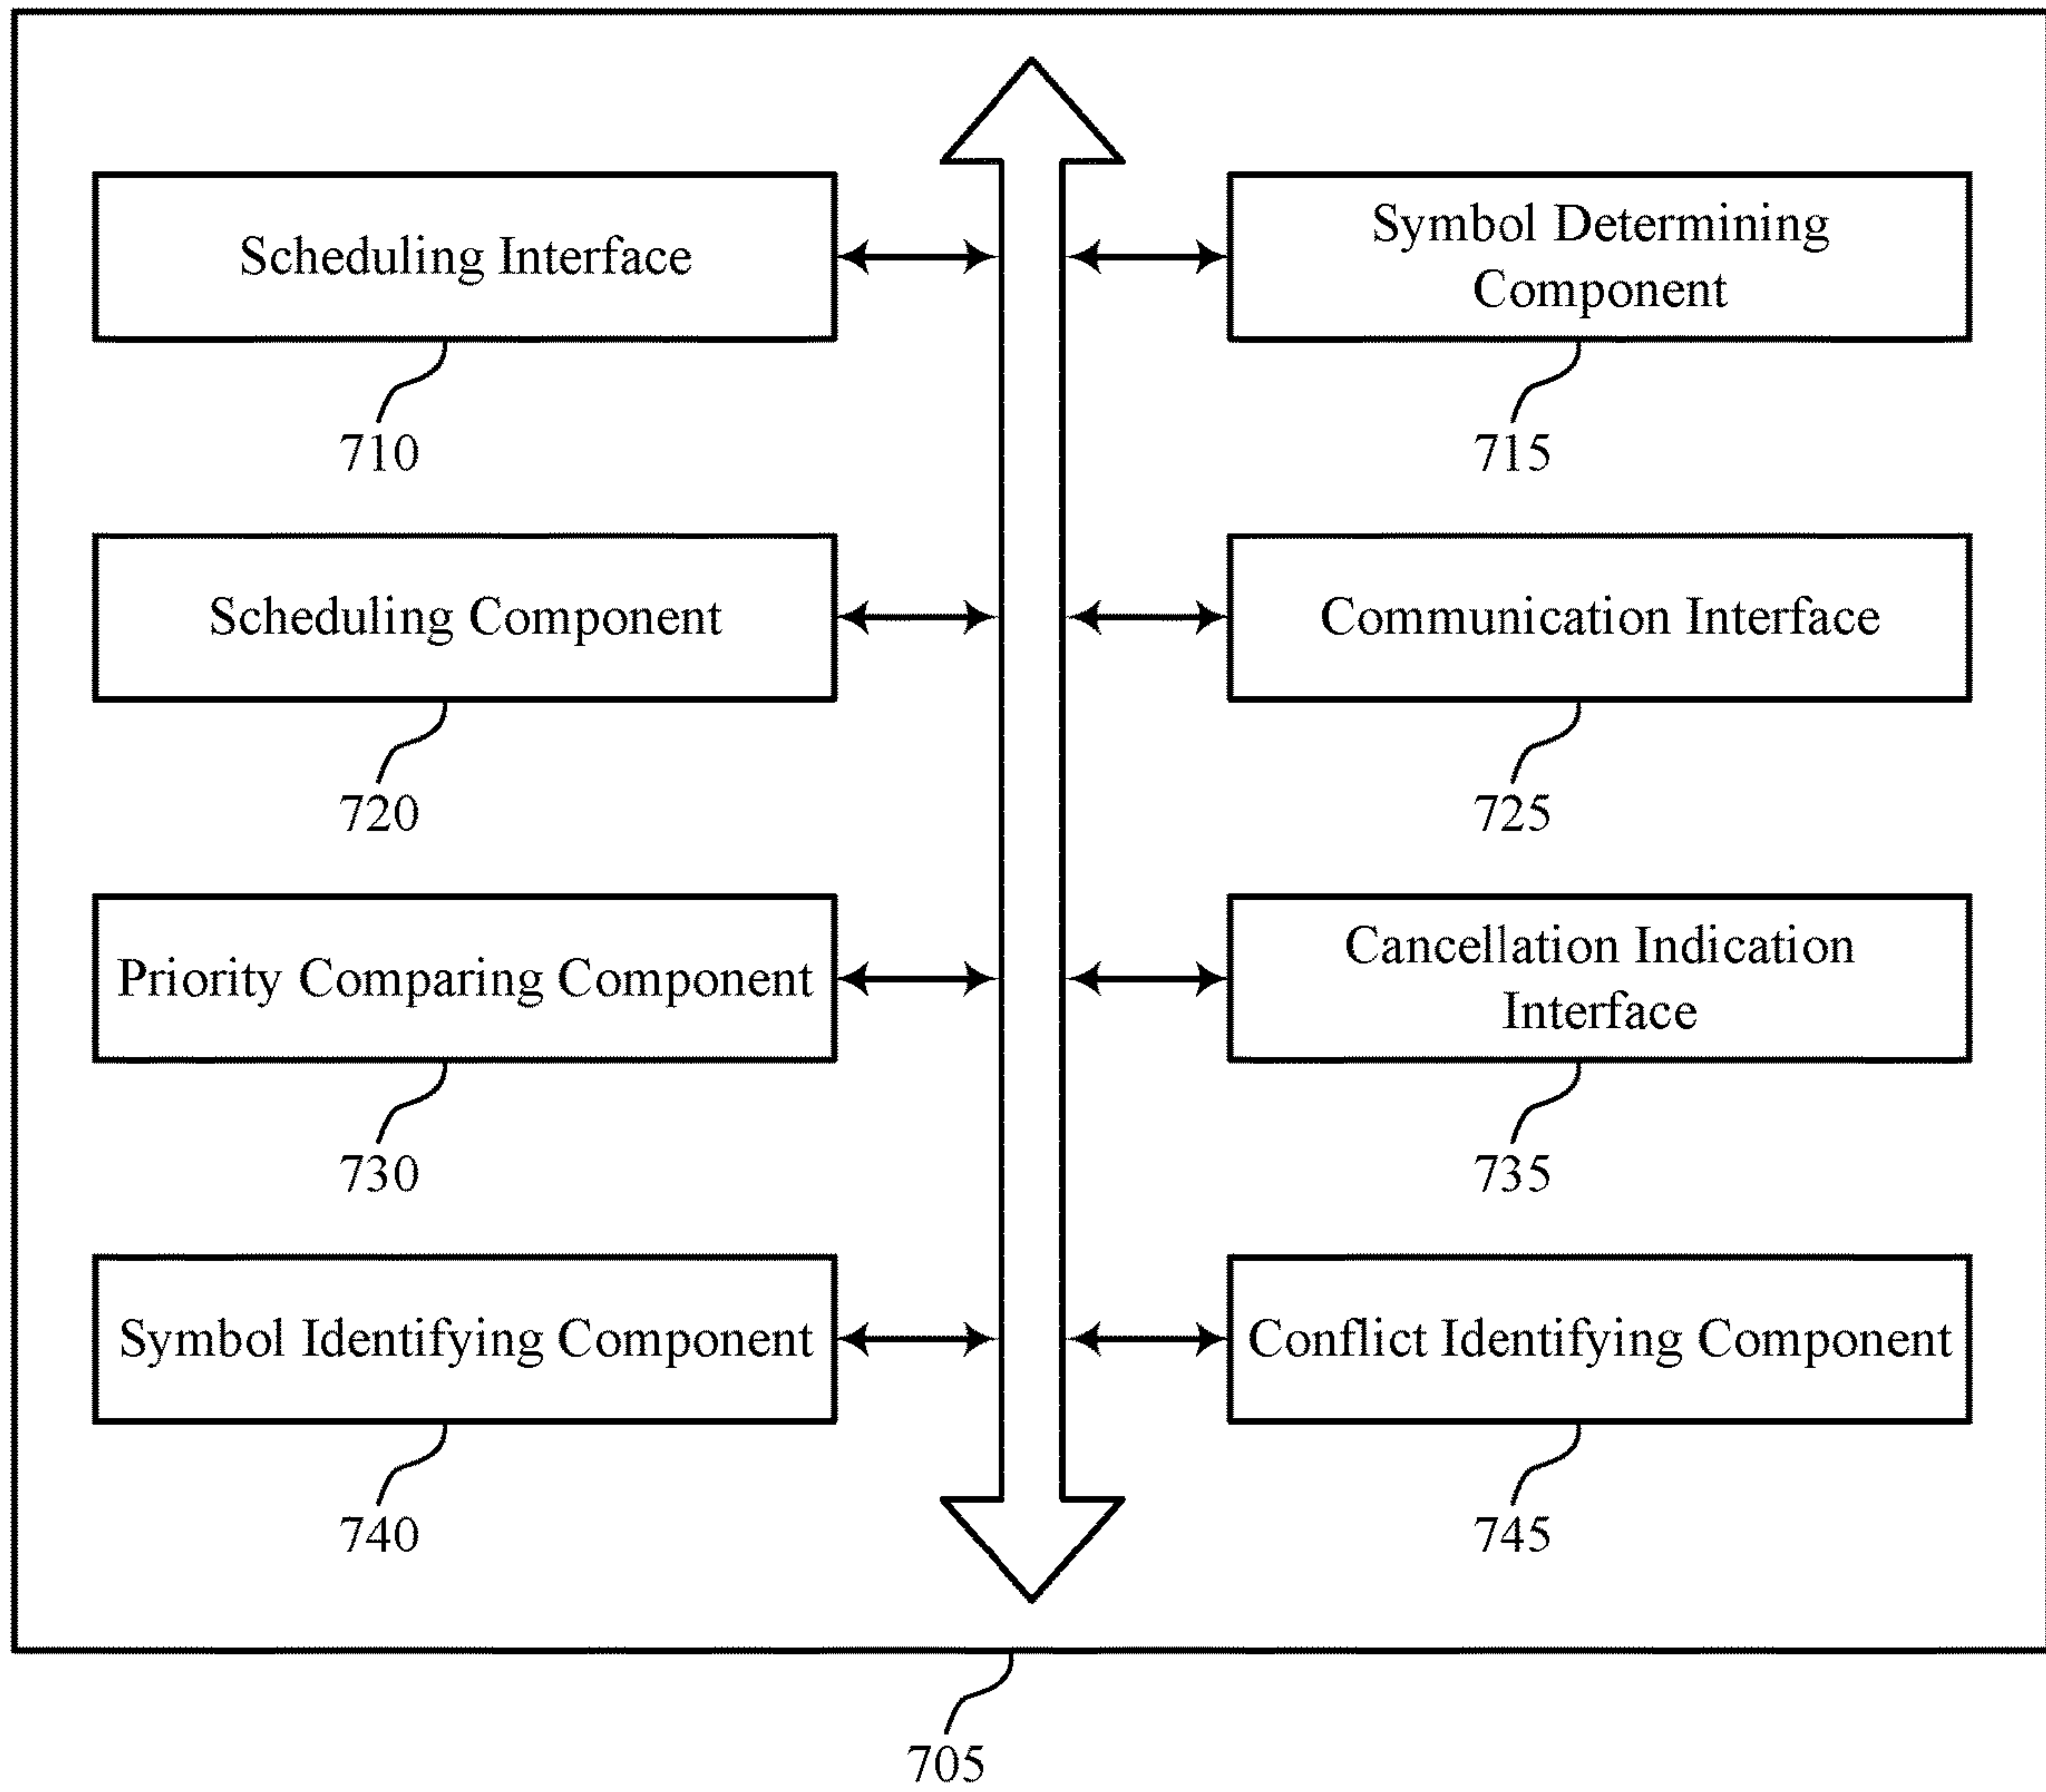 Scheduling Interface
710
Symbol Determining
Component
715
Scheduling Component
720
Communication Interface
725
Priority Comparing Component
730
Cancellation Indication
Interface
735
Symbol Identifying Component
740
Conflict Identifying Component
745
705